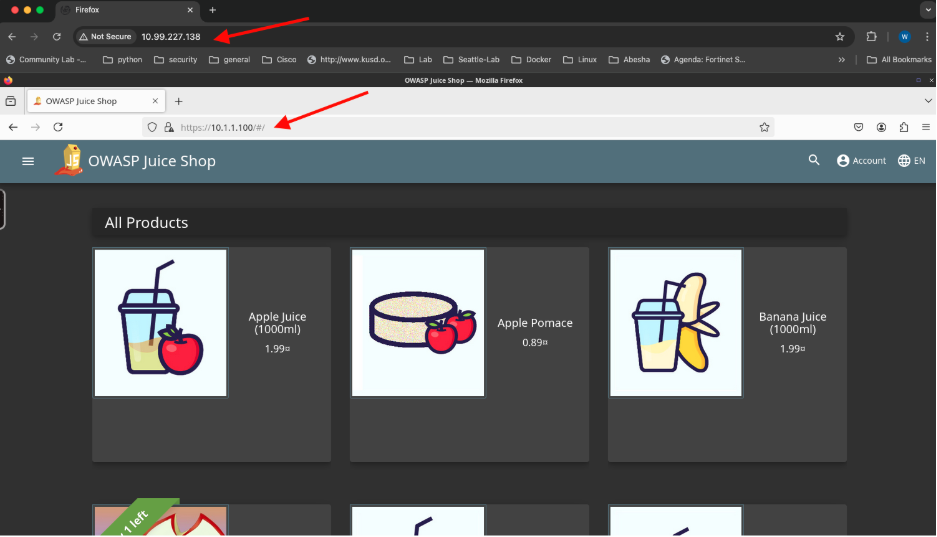 Firefox
Not Secure 10.99.227.138 W
Community Lab -... python security general Cisco http://www.kusd.o... Lab Seattle-Lab Docker Linux Abesha Agenda: Fortinet S... » All Bookmarks
OWASP Juice Shop — Mozilla Firefox
OWASP Juice Shop
https://10.1.1.100/#/
JS OWASP Juice Shop Account EN
All Products
Apple Juice
(1000ml)
1.99¤
Apple Pomace
0.89¤
Banana Juice
(1000ml)
1.99¤
1 left